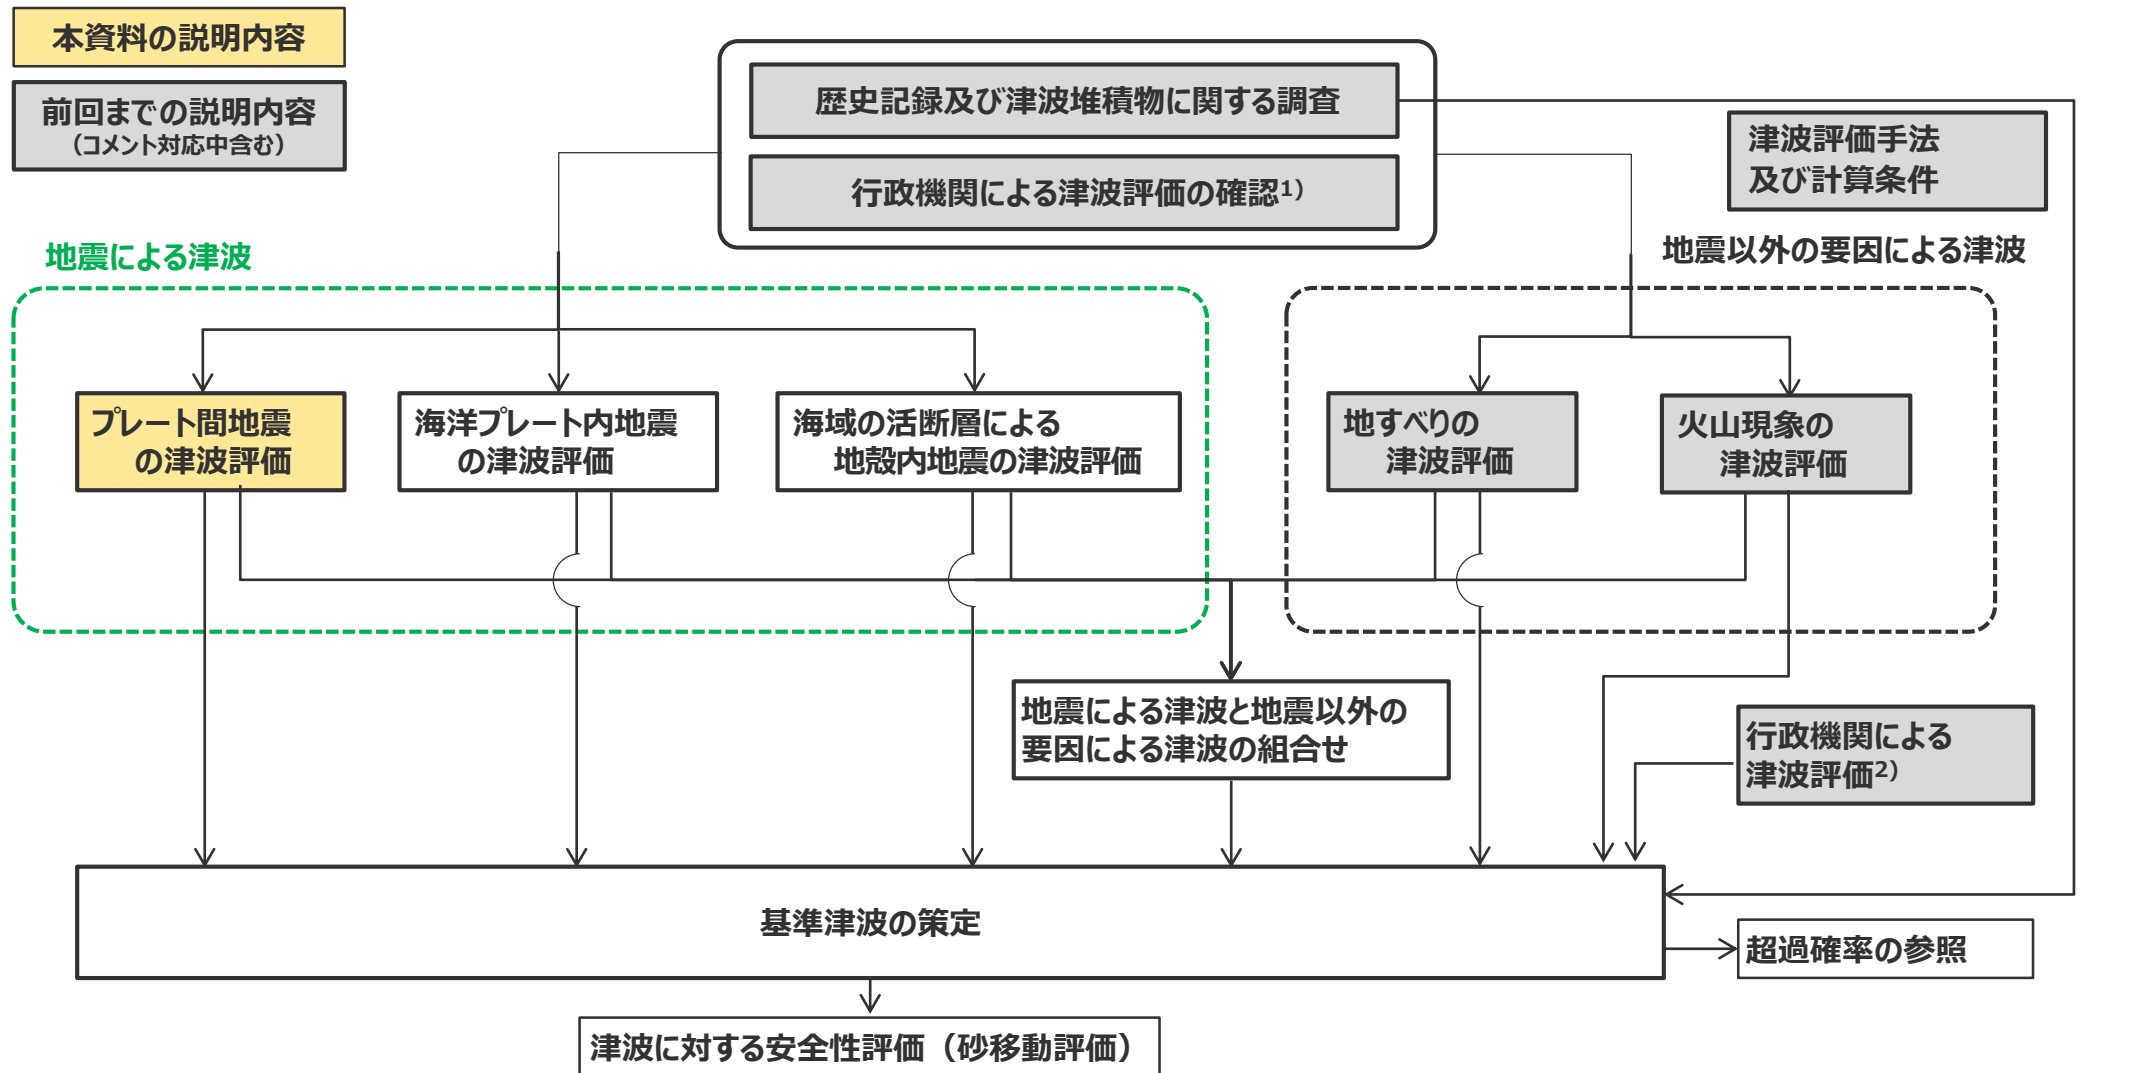 本資料の説明内容
前回までの説明内容
（コメント対応中含む）
歴史記録及び津波堆積物に関する調査
行政機関による津波評価の確認1）
津波評価手法
及び計算条件
地震による津波
地震以外の要因による津波
プレート間地震
の津波評価
海洋プレート内地震
の津波評価
海域の活断層による
地殻内地震の津波評価
地すべりの
津波評価
火山現象の
津波評価
地震による津波と地震以外の
要因による津波の組合せ
行政機関による
津波評価2）
基準津波の策定
超過確率の参照
津波に対する安全性評価（砂移動評価）